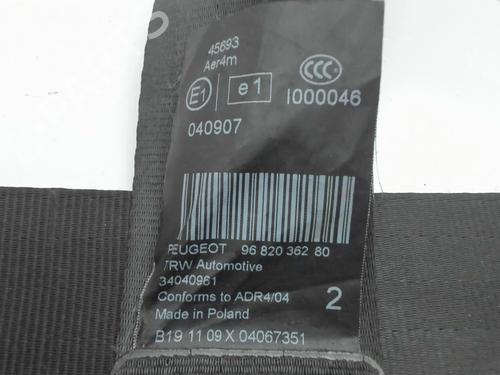 45693
Aer4m
E1 e1 CCC I000046
040907
PEUGEOT 96 820 362 80
TRW Automotive
34040961
Conforms to ADR4/04 2
Made in Poland
B19 11 09 X 04067351